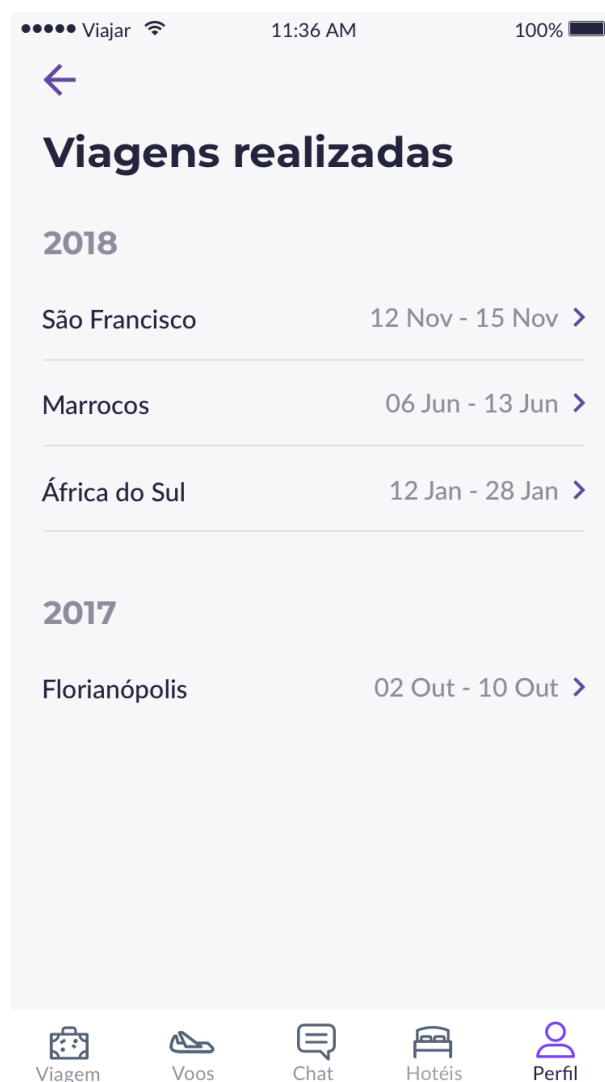 Viajar 11:36 AM 100%
Viagens realizadas
2018
São Francisco 12 Nov - 15 Nov
Marrocos 06 Jun - 13 Jun
África do Sul 12 Jan - 28 Jan
2017
Florianópolis 02 Out - 10 Out
Viagem Voos Chat Hotéis Perfil